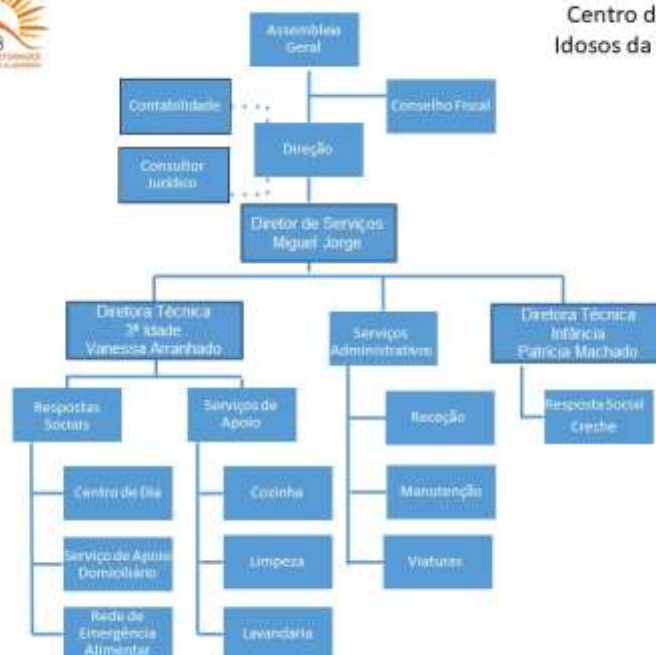 Centro d
Idosos da
Assembleia
Geral
Contabilidade
Conselho Fiscal
Direção
Consultor
Jurídico
Diretor de Serviços
Miguel Jorge
Diretora Técnica
3ª Idade
Vanessa Arranhado
Serviços
Administrativos
Diretora Técnica
Infância
Patrícia Machado
Respostas
Sociais
Serviços de
Apoio
Receção
Resposta Social
Creshe
Centro de Dia
Cozinha
Manutenção
Serviço de Apoio
Domiciliário
Limpeza
Viaturas
Rede de
Emergência
Alimentar
Lavandaria